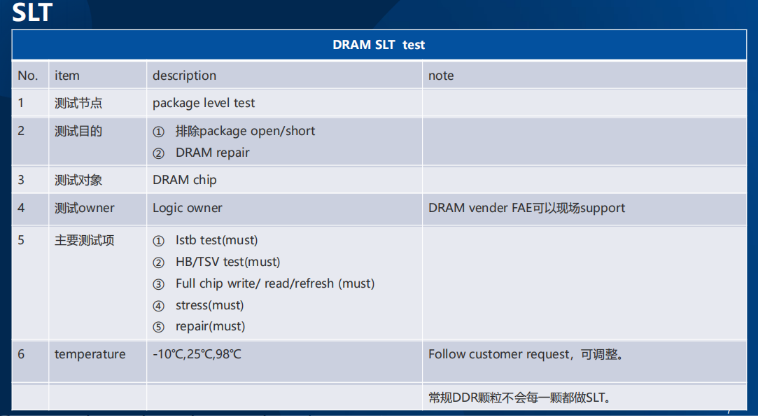 SLT
DRAM SLT test
No. item description note
1 测试节点 package level test
2 测试目的 ① 排除package open/short
② DRAM repair
3 测试对象 DRAM chip
4 测试owner Logic owner DRAM vender FAE可以现场support
5 主要测试项 ① Istb test(must)
② HB/TSV test(must)
③ Full chip write/ read/refresh (must)
④ stress(must)
⑤ repair(must)
6 temperature -10℃,25℃,98℃ Follow customer request，可调整。
常规DDR颗粒不会每一颗都做SLT。